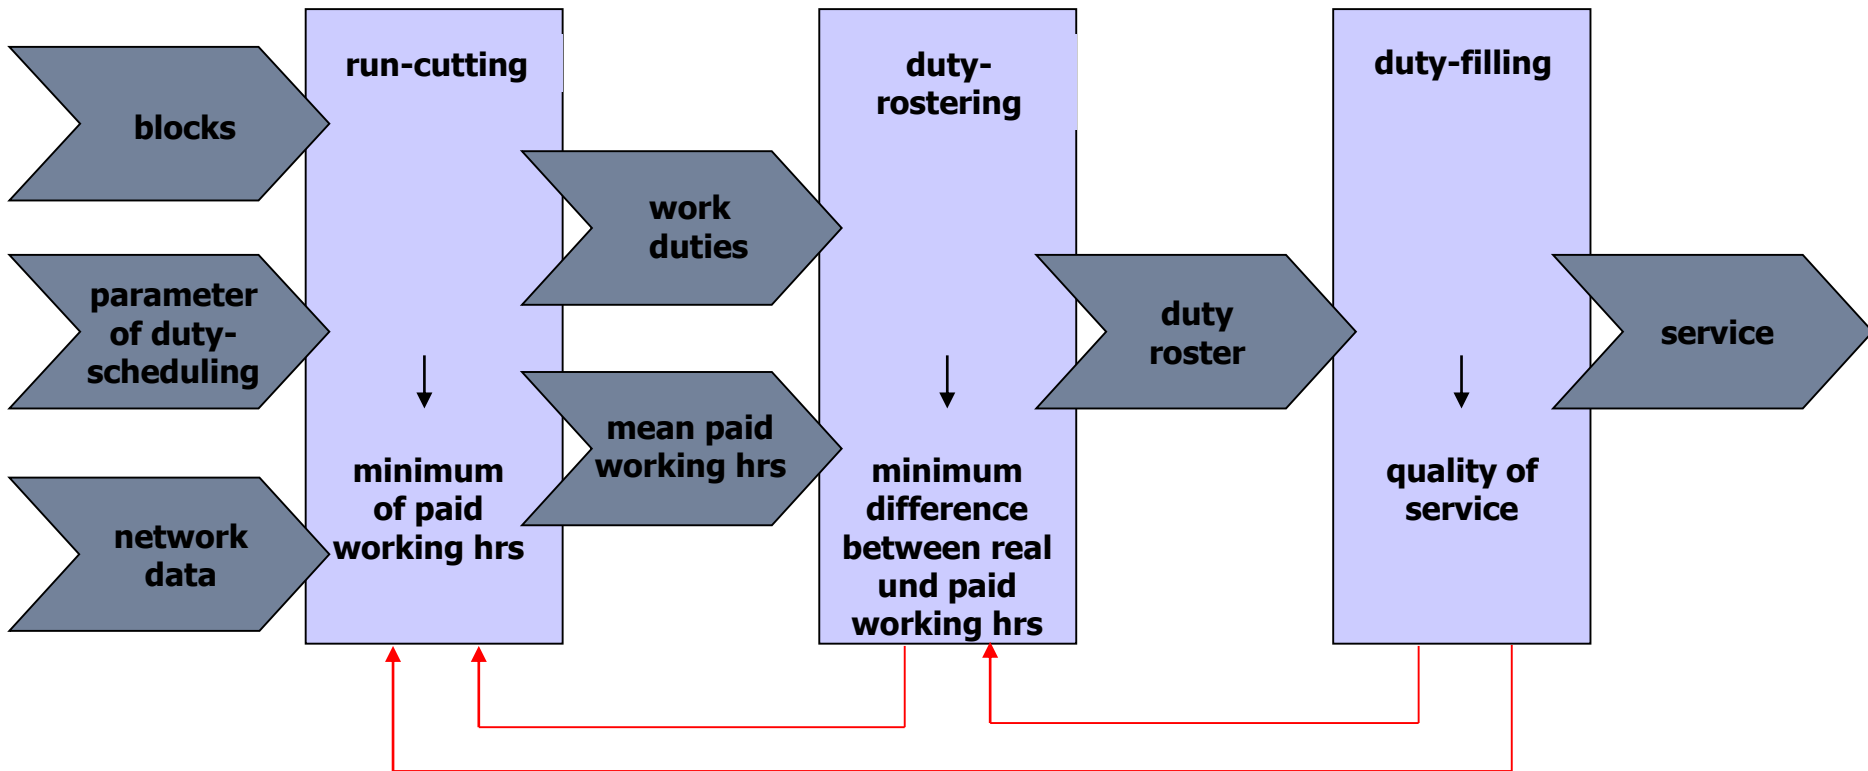 run-cutting
duty-
rostering
duty-filling
blocks
work
duties
parameter
of duty-
scheduling
duty
roster
service
mean paid
working hrs
minimum
of paid
working hrs
minimum
difference
between real
und paid
working hrs
quality of
service
network
data